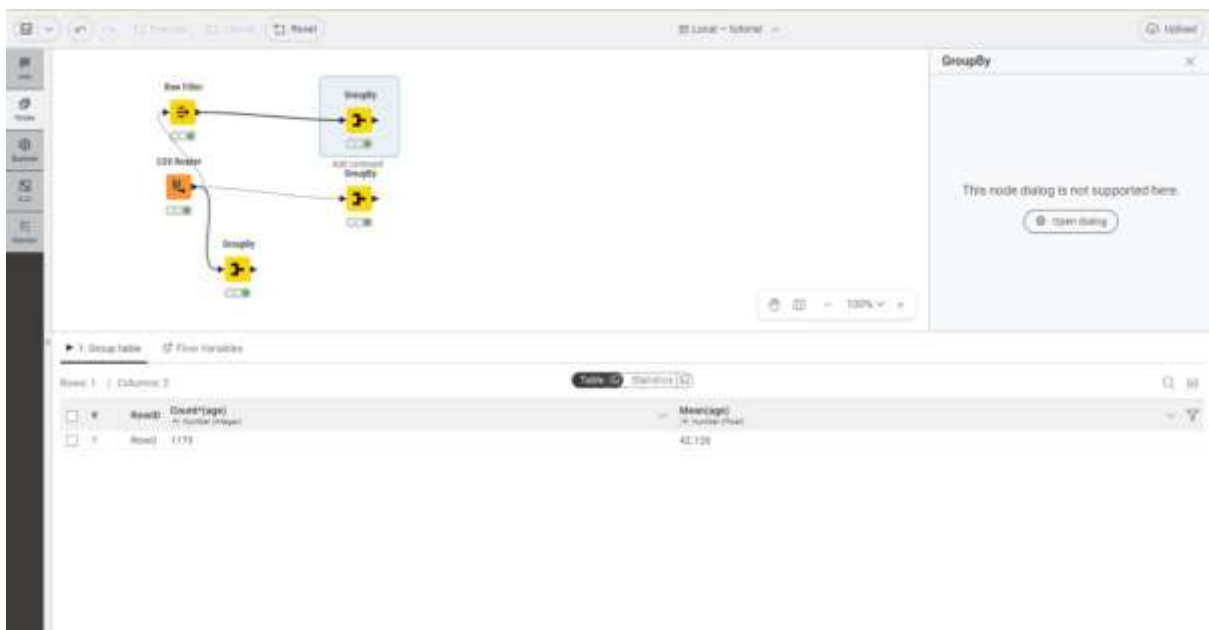 Reset
Local - tutorial
Upload
Row Filter
GroupBy
CSV Reader
Add comment
GroupBy
GroupBy
100%
GroupBy
This node dialog is not supported here.
Open dialog
1: Group table
Flow Variables
Rows: 1 | Columns: 2
Table
Statistics
# RowID Count*(age) Mean(age)
Number (Integer) Number (Float)
1 Row0 1170 42.126